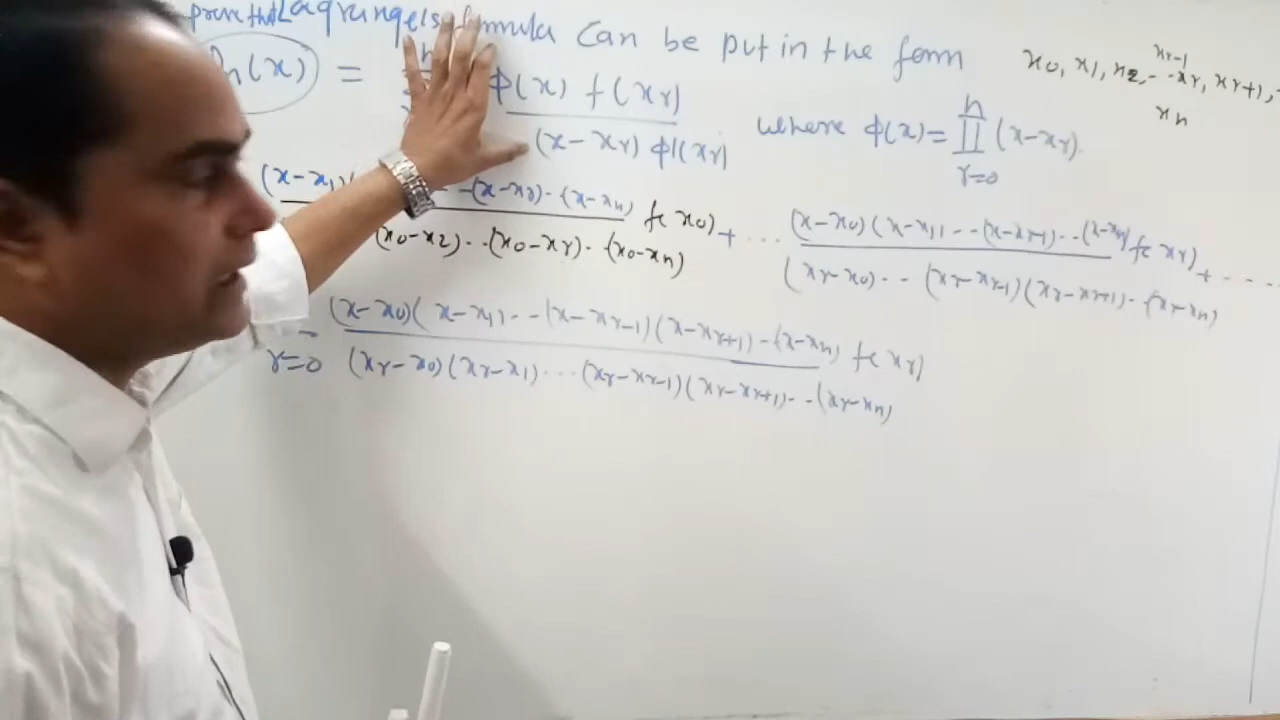 prove that Lagrange's formula can be put in the form
x0, x1, x2, - - xr-1 xr, xr+1, -
xn
(x) = φ(x) f(xr) / (x-xr) φ'(xr) where φ(x) = n ∏ r=0 (x-xr).
(x-x1) - -(x-xr) - (x-xn) / (x0-x2) - - (x0-xr) - (x0-xn) f(x0) + ... (x-x0)(x-x1) - - (x-xr-1) - - (x-xn) / (xr-x0) - - (xr-xr-1)(xr-xr+1) - (xr-xn) f(xr) + - - - -
r=0 (x-x0)(x-x1) - - (x-xr-1)(x-xr+1) - (x-xn) / (xr-x0)(xr-x1) ... (xr-xr-1)(xr-xr+1) - - (xr-xn) f(xr)